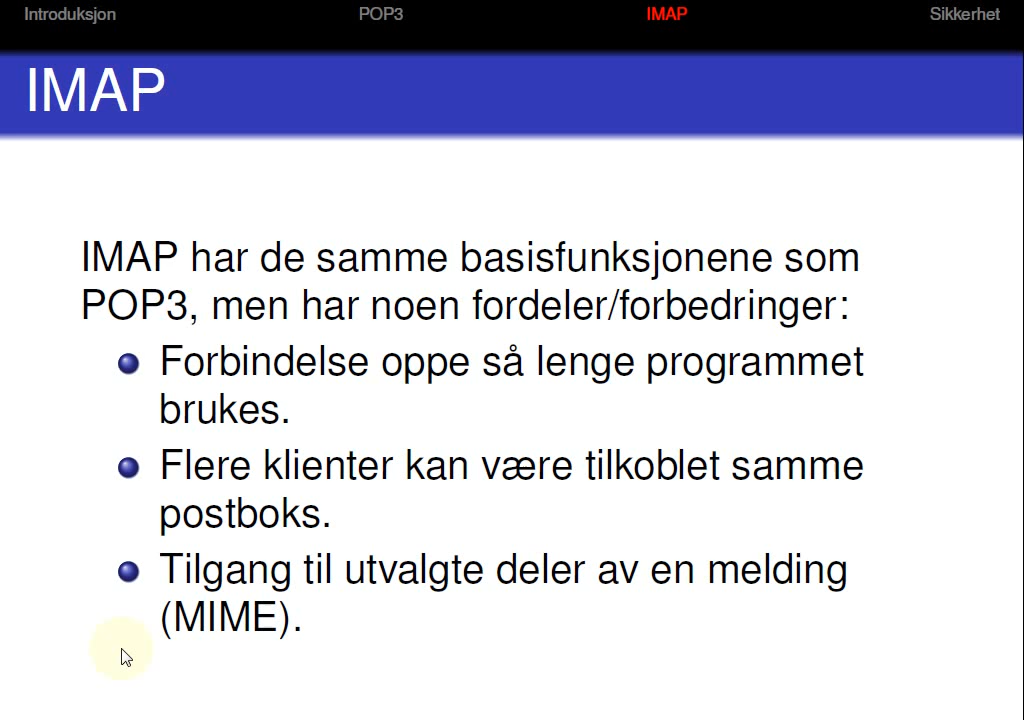 Introduksjon POP3 IMAP Sikkerhet
IMAP
IMAP har de samme basisfunksjonene som
POP3, men har noen fordeler/forbedringer:
Forbindelse oppe så lenge programmet
brukes.
Flere klienter kan være tilkoblet samme
postboks.
Tilgang til utvalgte deler av en melding
(MIME).